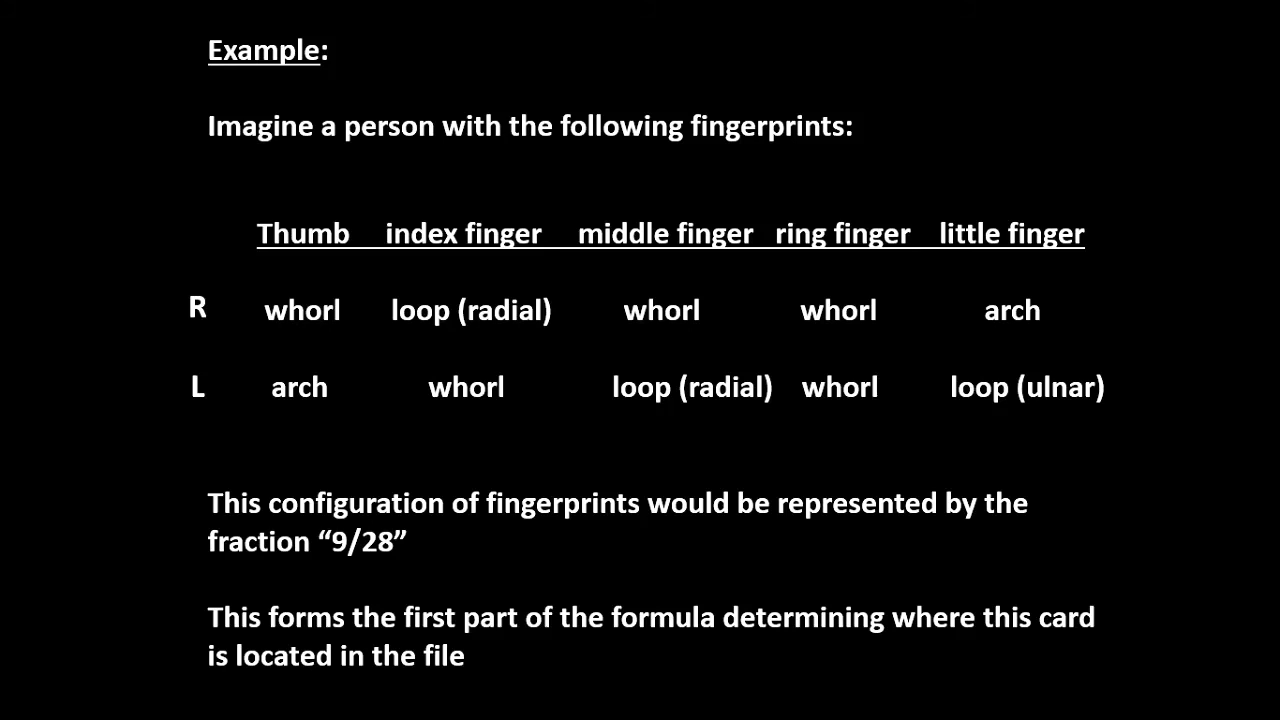 Example:
Imagine a person with the following fingerprints:
Thumb index finger middle finger ring finger little finger
R whorl loop (radial) whorl whorl arch
L arch whorl loop (radial) whorl loop (ulnar)
This configuration of fingerprints would be represented by the
fraction “9/28”
This forms the first part of the formula determining where this card
is located in the file